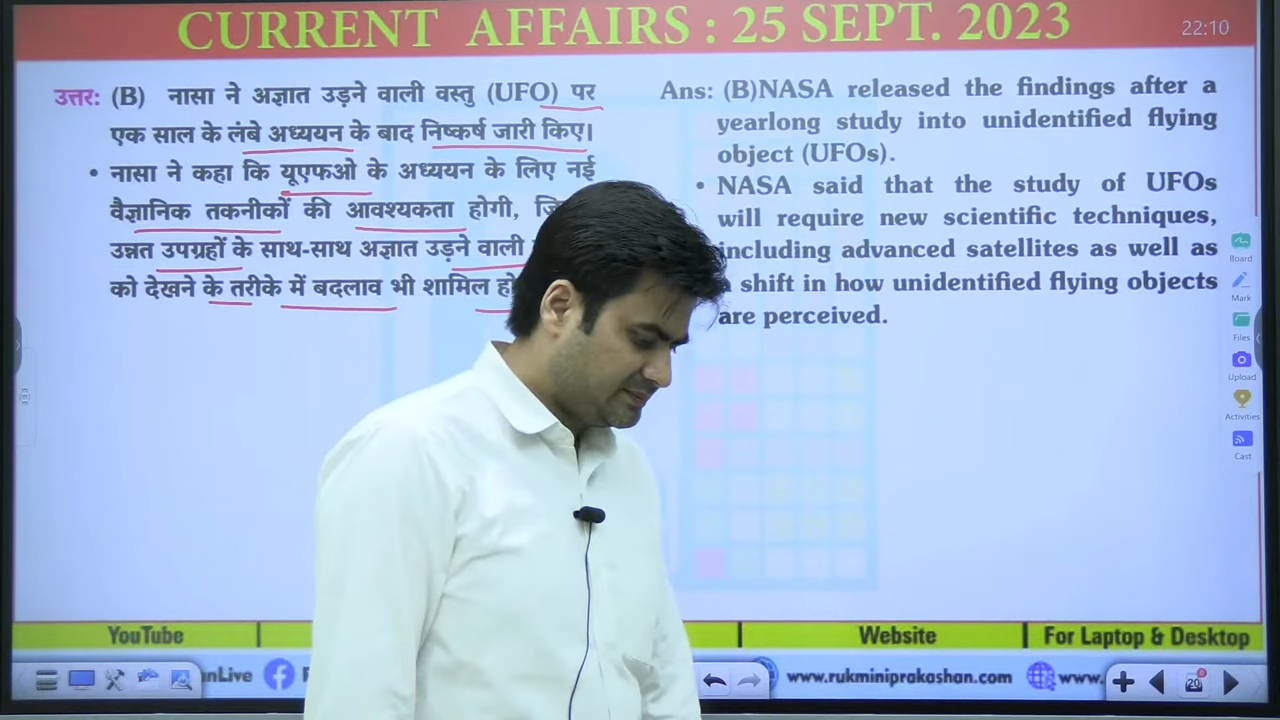 CURRENT AFFAIRS : 25 SEPT. 2023
22:10
उत्तर: (B) नासा ने अज्ञात उड़ने वाली वस्तु (UFO) पर
एक साल के लंबे अध्ययन के बाद निष्कर्ष जारी किए।
• नासा ने कहा कि यूएफओ के अध्ययन के लिए नई
वैज्ञानिक तकनीकों की आवश्यकता होगी,
उन्नत उपग्रहों के साथ-साथ अज्ञात उड़ने वाली
को देखने के तरीके में बदलाव भी शामिल
Ans: (B)NASA released the findings after a
yearlong study into unidentified flying
object (UFOs).
• NASA said that the study of UFOs
will require new scientific techniques,
including advanced satellites as well as
shift in how unidentified flying objects
are perceived.
Board
Mark
Files
Upload
Activities
Cast
YouTube
Website
For Laptop & Desktop
nLive
www.rukminiprakashan.com
www.
20